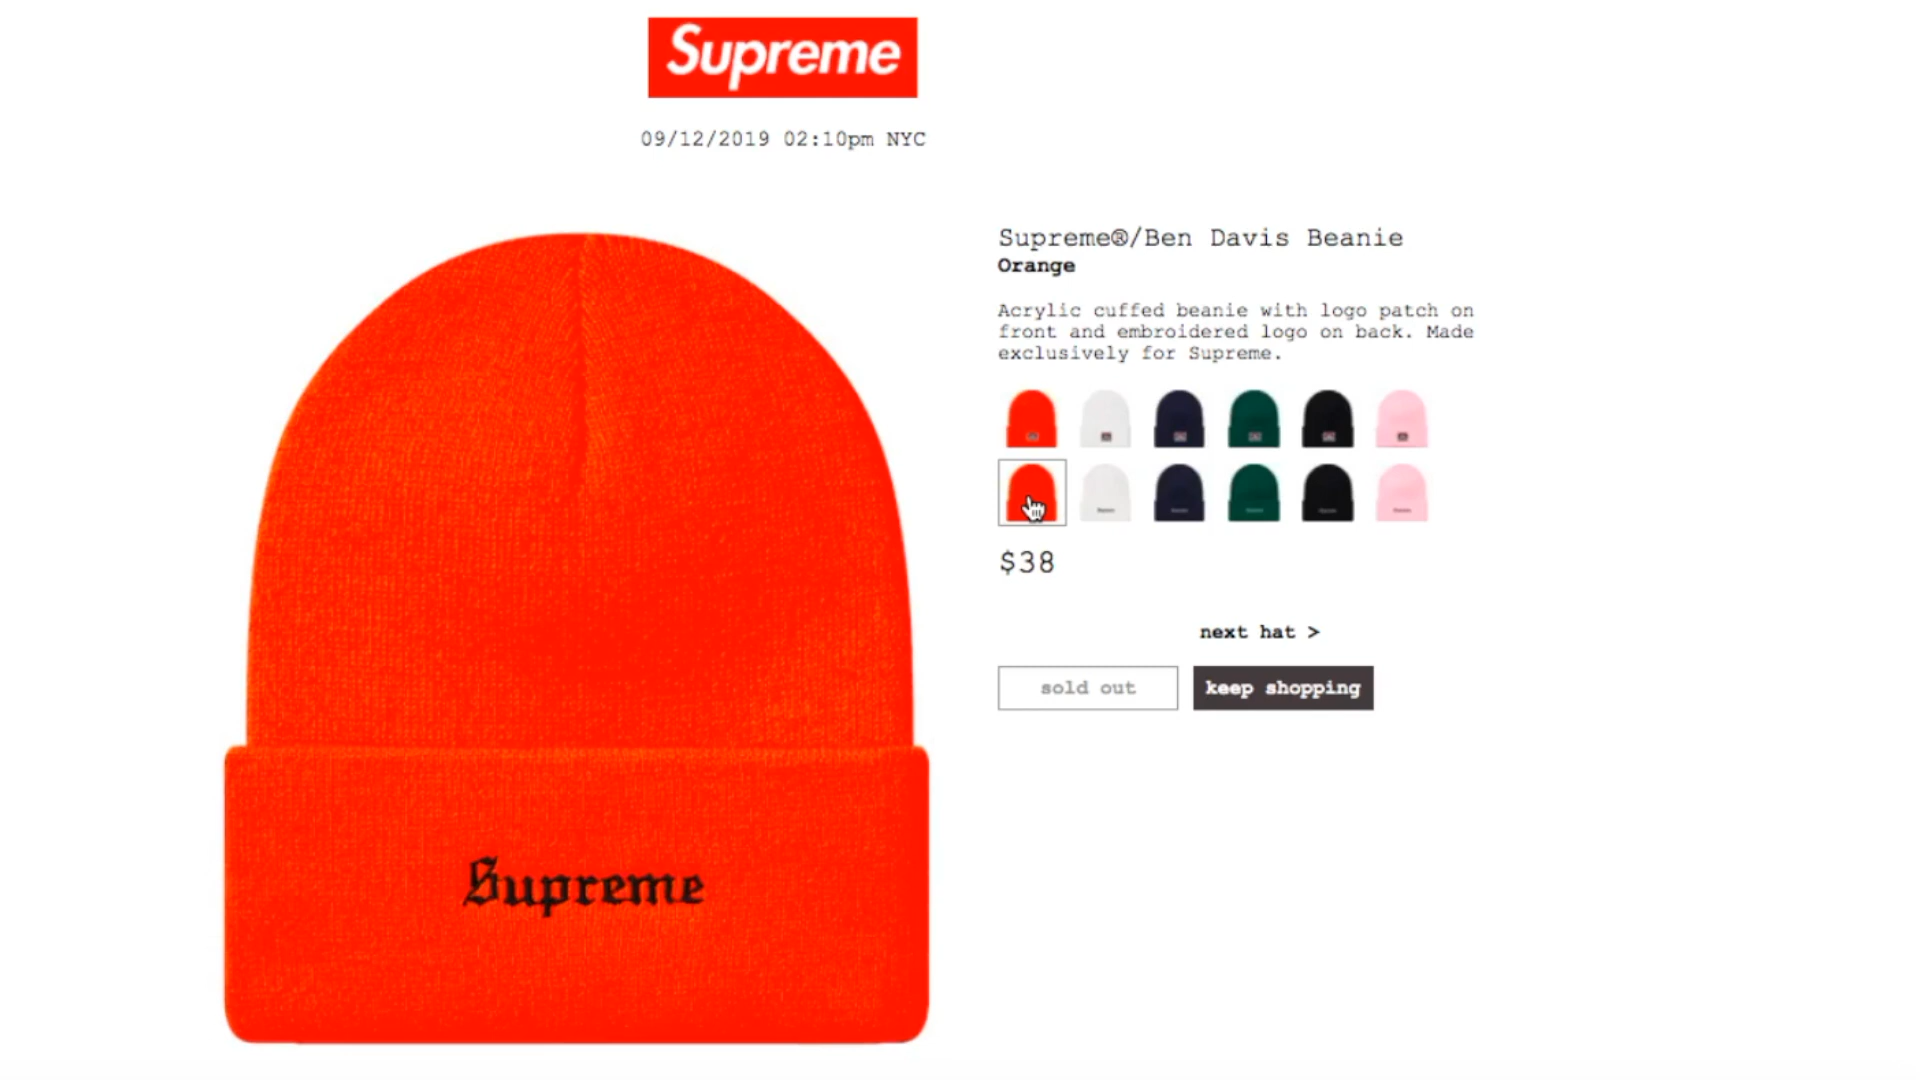 Supreme
09/12/2019 02:10pm NYC
Supreme®/Ben Davis Beanie
Orange
Acrylic cuffed beanie with logo patch on
front and embroidered logo on back. Made
exclusively for Supreme.
$38
next hat >
sold out
keep shopping
Supreme